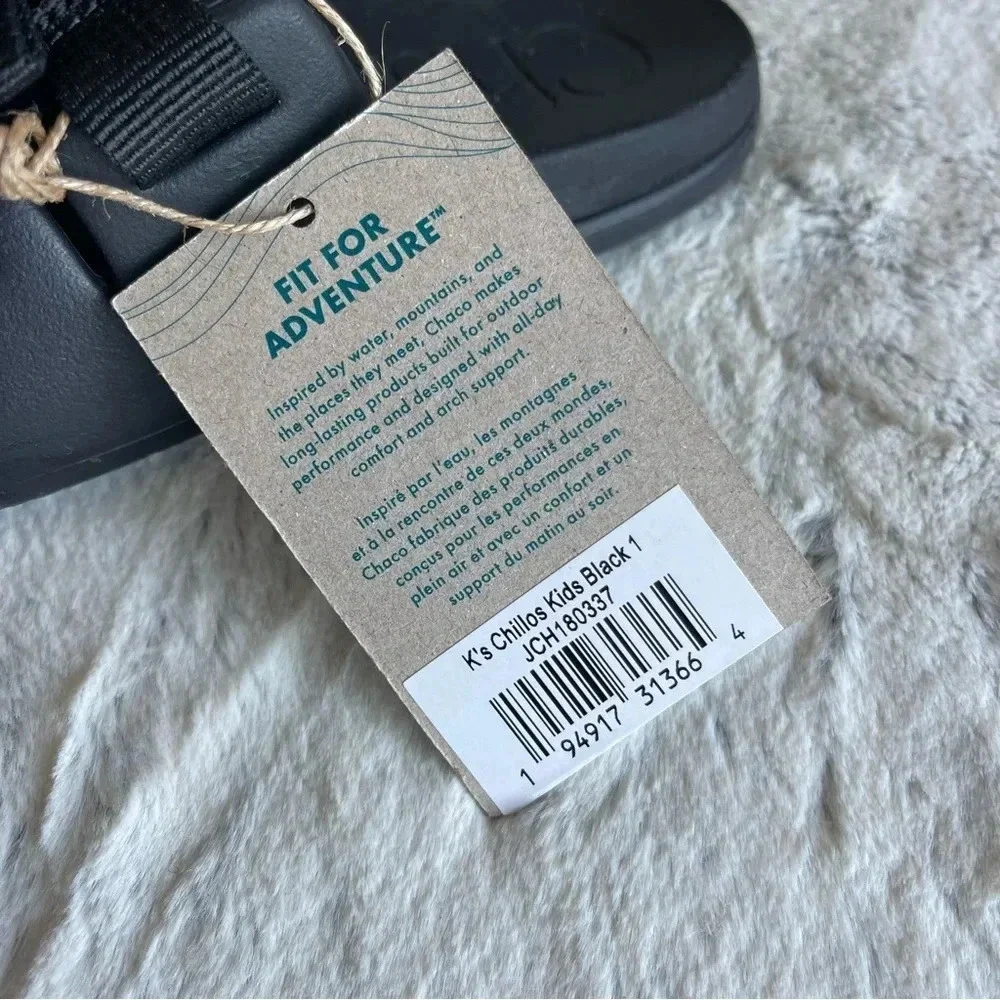 FIT FOR
ADVENTURE™
Inspired by water, mountains, and
the places they meet, Chaco makes
long-lasting products built for outdoor
performance and designed with all-day
comfort and arch support.
Inspiré par l'eau, les montagnes
et à la rencontre de ces deux mondes,
Chaco fabrique des produits durables,
conçus pour les performances en
plein air et avec un confort et un
support du matin au soir.
K's Chillos Kids Black 1
JCH180337
1 94917 31366 4